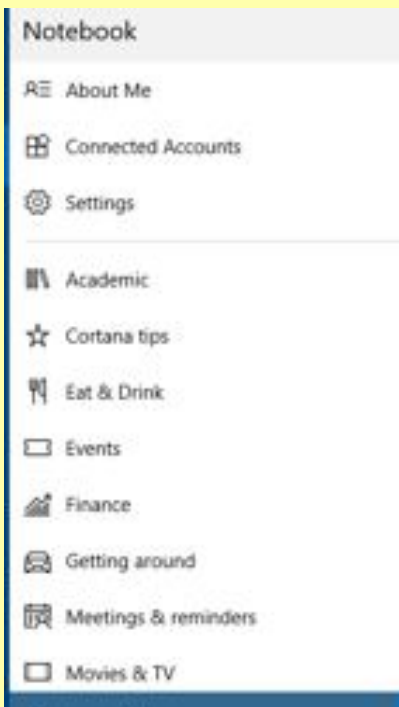 Notebook
About Me
Connected Accounts
Settings
Academic
Cortana tips
Eat & Drink
Events
Finance
Getting around
Meetings & reminders
Movies & TV